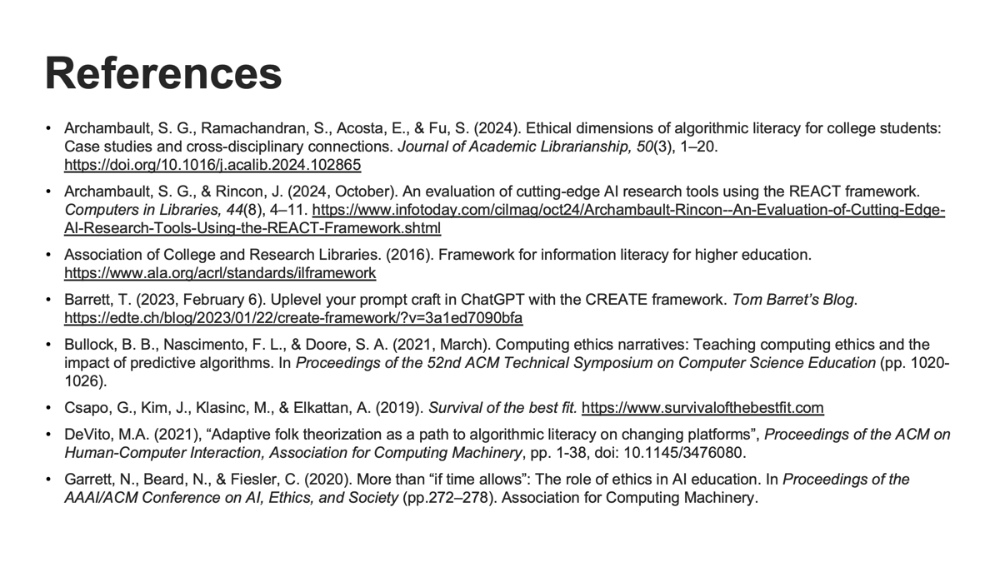 References
• Archambault, S. G., Ramachandran, S., Acosta, E., & Fu, S. (2024). Ethical dimensions of algorithmic literacy for college students:
Case studies and cross-disciplinary connections. Journal of Academic Librarianship, 50(3), 1–20.
https://doi.org/10.1016/j.acalib.2024.102865
• Archambault, S. G., & Rincon, J. (2024, October). An evaluation of cutting-edge AI research tools using the REACT framework.
Computers in Libraries, 44(8), 4–11. https://www.infotoday.com/cilmag/oct24/Archambault-Rincon--An-Evaluation-of-Cutting-Edge-
AI-Research-Tools-Using-the-REACT-Framework.shtml
• Association of College and Research Libraries. (2016). Framework for information literacy for higher education.
https://www.ala.org/acrl/standards/ilframework
• Barrett, T. (2023, February 6). Uplevel your prompt craft in ChatGPT with the CREATE framework. Tom Barret’s Blog.
https://edte.ch/blog/2023/01/22/create-framework/?v=3a1ed7090bfa
• Bullock, B. B., Nascimento, F. L., & Doore, S. A. (2021, March). Computing ethics narratives: Teaching computing ethics and the
impact of predictive algorithms. In Proceedings of the 52nd ACM Technical Symposium on Computer Science Education (pp. 1020-
1026).
• Csapo, G., Kim, J., Klasinc, M., & Elkattan, A. (2019). Survival of the best fit. https://www.survivalofthebestfit.com
• DeVito, M.A. (2021), “Adaptive folk theorization as a path to algorithmic literacy on changing platforms”, Proceedings of the ACM on
Human-Computer Interaction, Association for Computing Machinery, pp. 1-38, doi: 10.1145/3476080.
• Garrett, N., Beard, N., & Fiesler, C. (2020). More than “if time allows”: The role of ethics in AI education. In Proceedings of the
AAAI/ACM Conference on AI, Ethics, and Society (pp.272–278). Association for Computing Machinery.